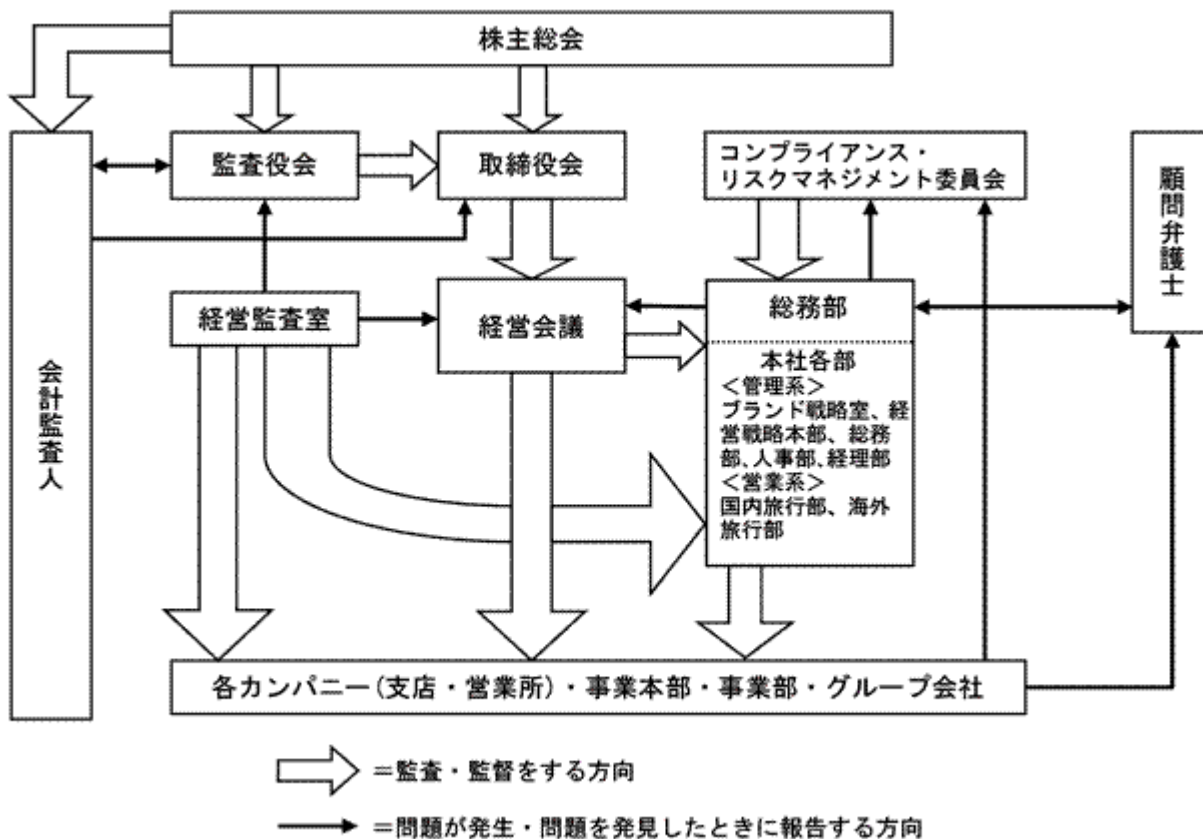 株主総会
監査役会
取締役会
コンプライアンス・
リスクマネジメント委員会
顧問弁護士
経営監査室
経営会議
総務部
本社各部
＜管理系＞
ブランド戦略室、経
営戦略本部、総務
部、人事部、経理部
＜営業系＞
国内旅行部、海外
旅行部
会計監査人
各カンパニー(支店・営業所)・事業本部・事業部・グループ会社
＝監査・監督をする方向
＝問題が発生・問題を発見したときに報告する方向